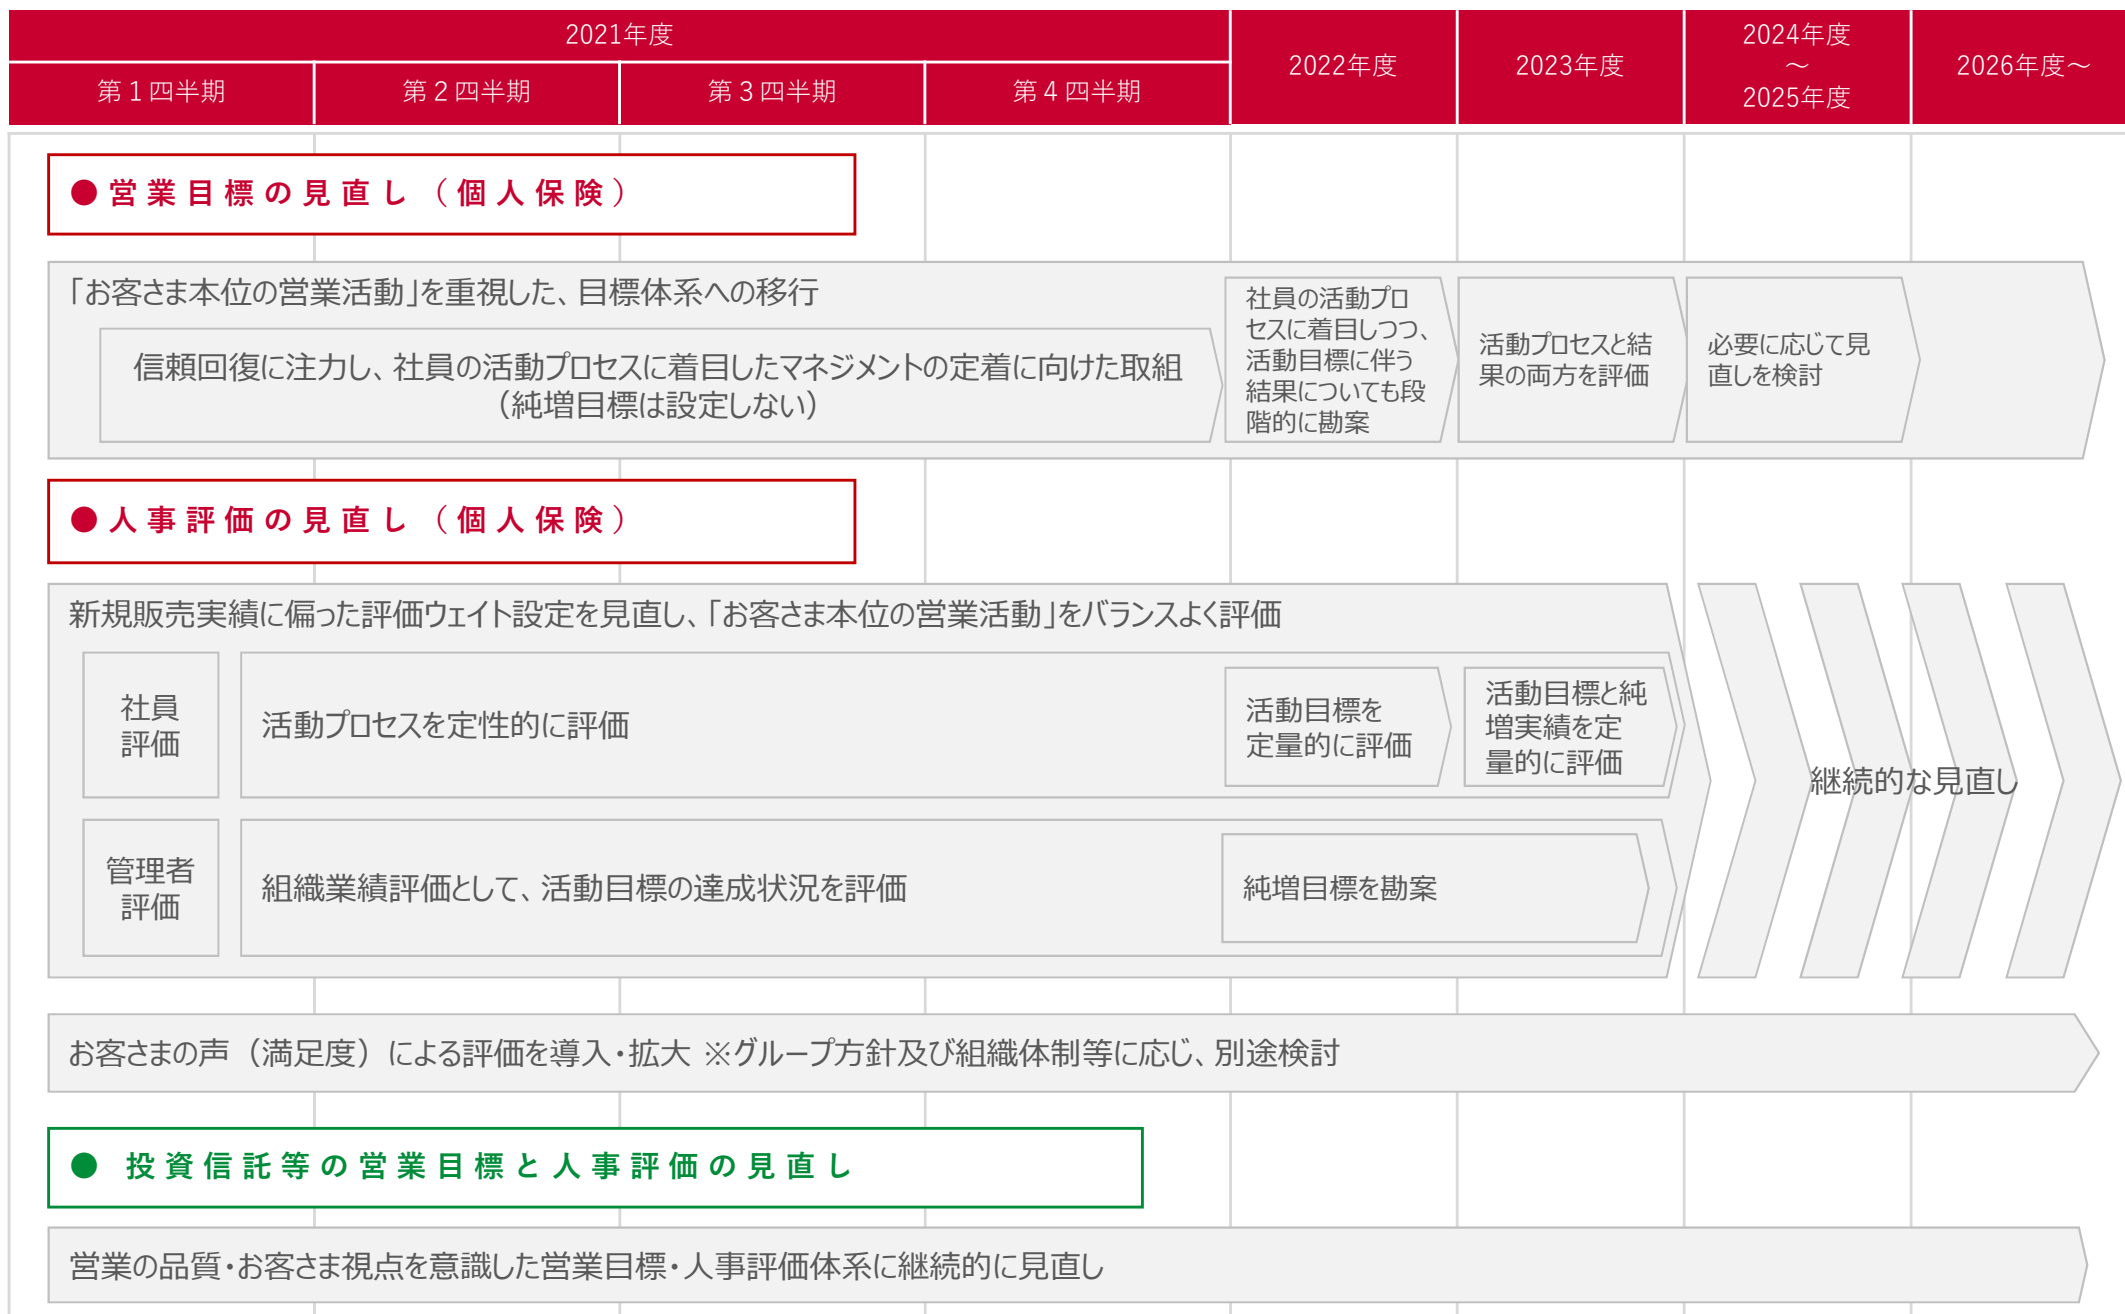 2021年度
第１四半期
第２四半期
第３四半期
第４四半期
2022年度
2023年度
2024年度
～
2025年度
2026年度～
●営業目標の見直し（個人保険）
「お客さま本位の営業活動」を重視した、目標体系への移行
信頼回復に注力し、社員の活動プロセスに着目したマネジメントの定着に向けた取組
（純増目標は設定しない）
社員の活動プロ
セスに着目しつつ、
活動目標に伴う
結果についても段
階的に勘案
活動プロセスと結
果の両方を評価
必要に応じて見
直しを検討
●人事評価の見直し（個人保険）
新規販売実績に偏った評価ウェイト設定を見直し、「お客さま本位の営業活動」をバランスよく評価
社員
評価
活動プロセスを定性的に評価
活動目標を
定量的に評価
活動目標と純
増実績を定
量的に評価
継続的な見直し
管理者
評価
組織業績評価として、活動目標の達成状況を評価
純増目標を勘案
お客さまの声（満足度）による評価を導入・拡大 ※グループ方針及び組織体制等に応じ、別途検討
● 投資信託等の営業目標と人事評価の見直し
営業の品質・お客さま視点を意識した営業目標・人事評価体系に継続的に見直し